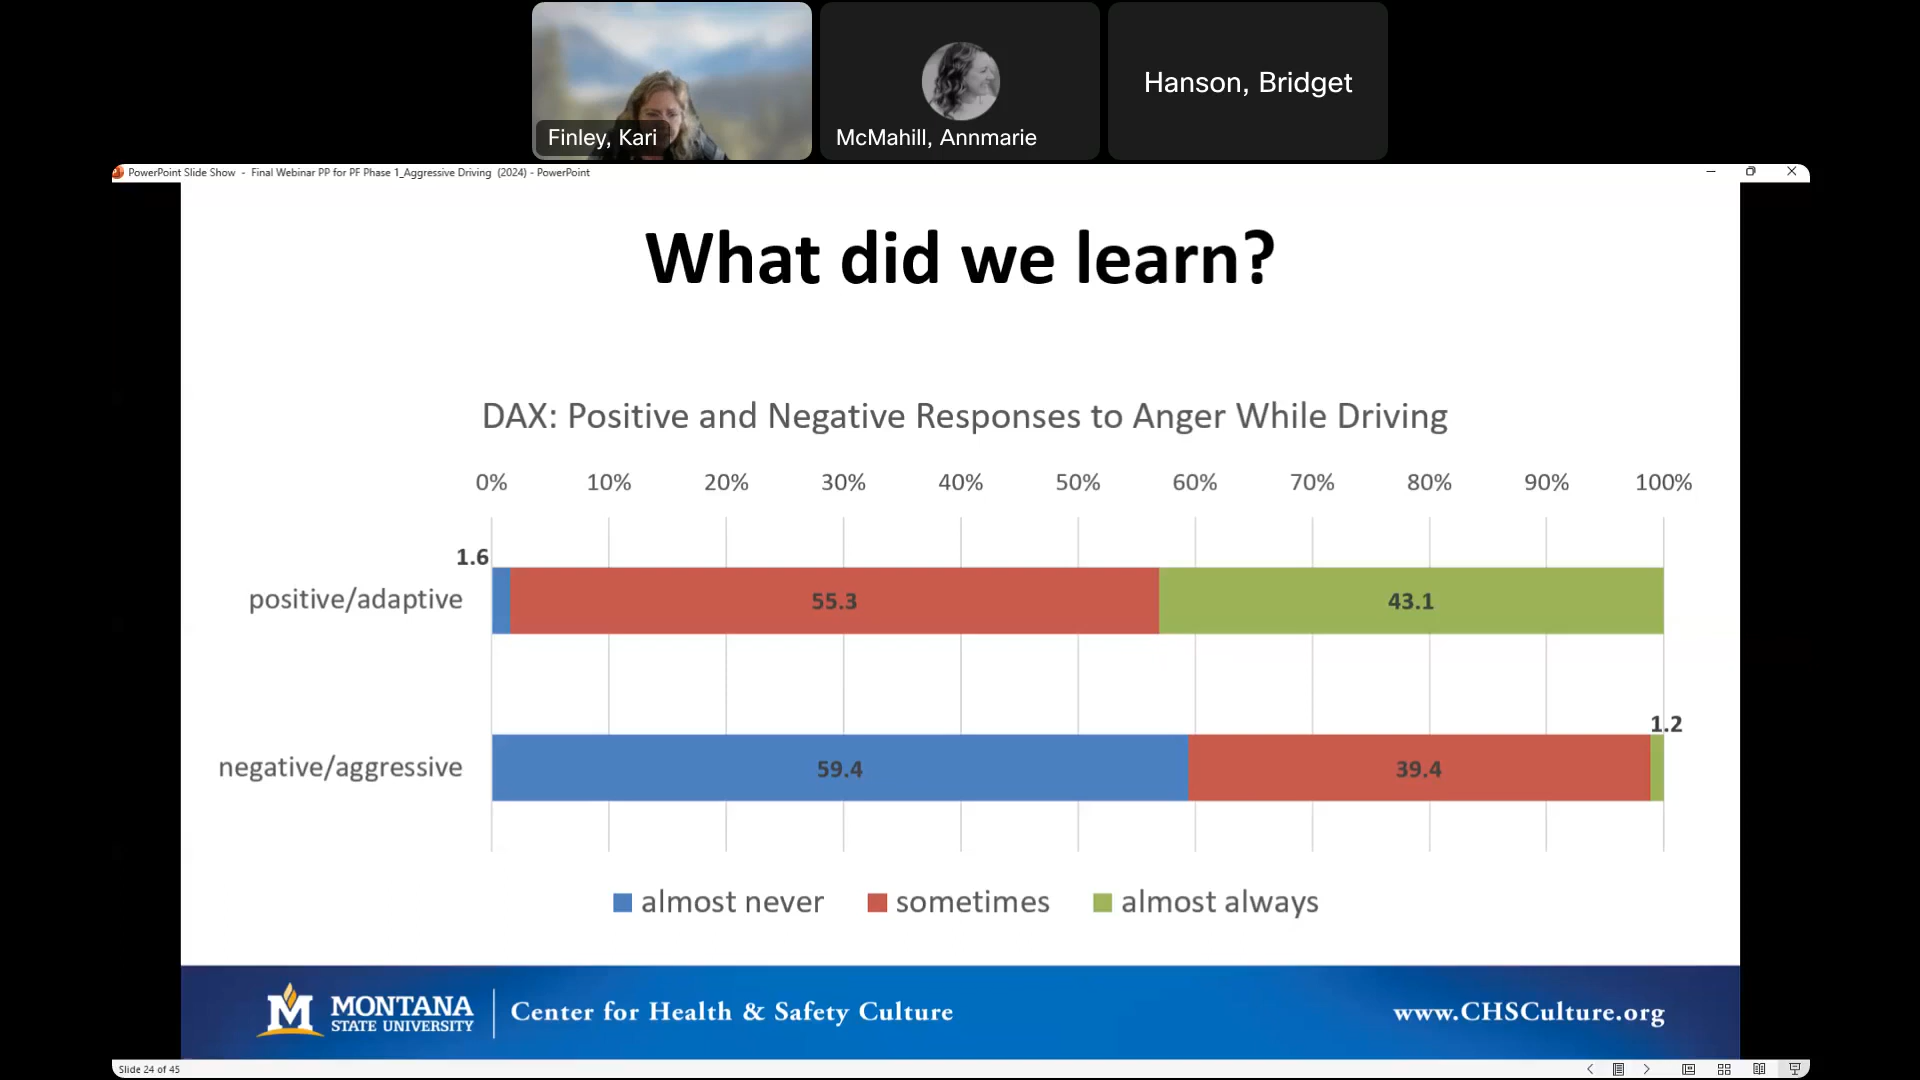 Finley, Kari
McMahill, Annmarie
Hanson, Bridget
PowerPoint Slide Show - Final Webinar PP for PF Phase 1_Aggressive Driving (2024) - PowerPoint
What did we learn?
DAX: Positive and Negative Responses to Anger While Driving
0% 10% 20% 30% 40% 50% 60% 70% 80% 90% 100%
1.6
positive/adaptive 55.3 43.1
1.2
negative/aggressive 59.4 39.4
almost never sometimes almost always
M MONTANA
STATE UNIVERSITY
Center for Health & Safety Culture
www.CHSCulture.org
Slide 24 of 45